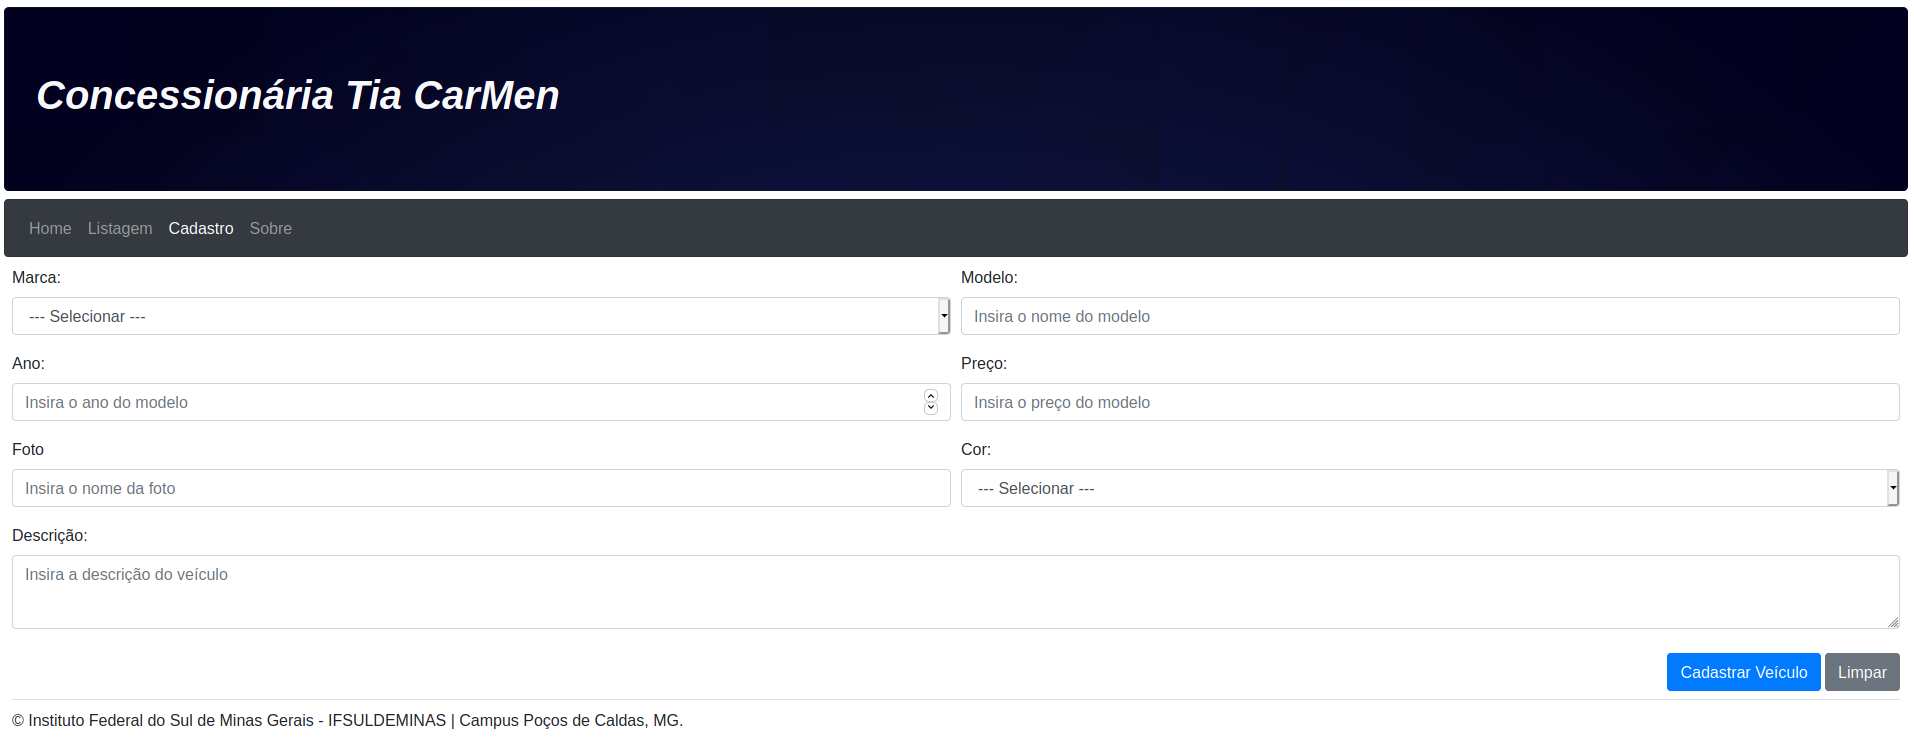 Concessionária Tia CarMen
Home Listagem Cadastro Sobre
Marca: Modelo:
--- Selecionar --- Insira o nome do modelo
Ano: Preço:
Insira o ano do modelo Insira o preço do modelo
Foto Cor:
Insira o nome da foto --- Selecionar ---
Descrição:
Insira a descrição do veículo
Cadastrar Veículo Limpar
© Instituto Federal do Sul de Minas Gerais - IFSULDEMINAS | Campus Poços de Caldas, MG.